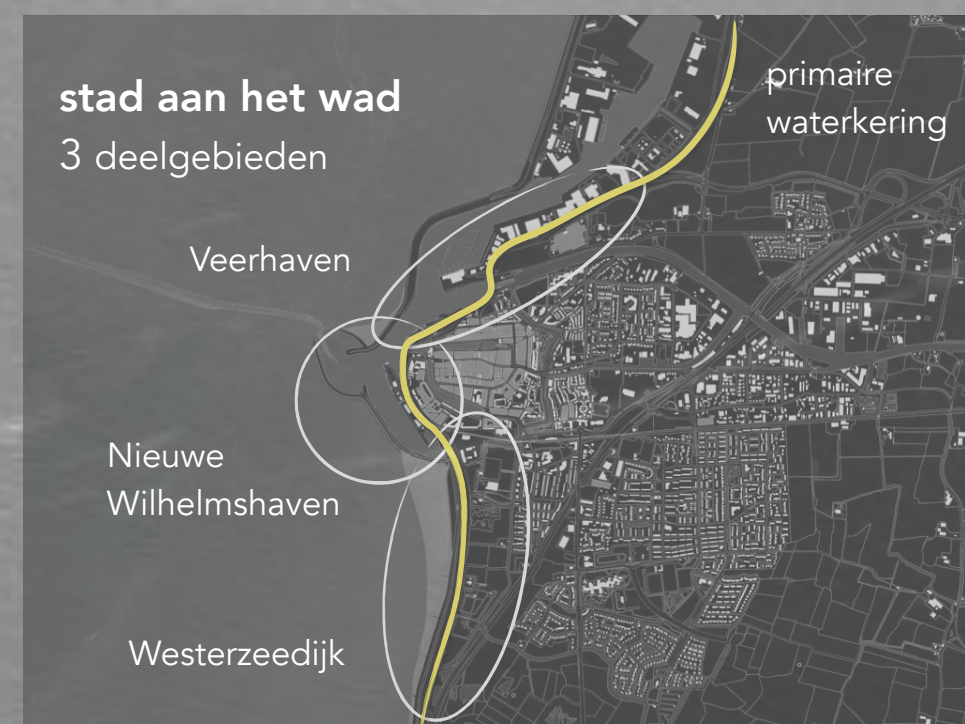 stad aan het wad
3 deelgebieden
primaire
waterkering
Veerhaven
Nieuwe
Wilhelmshaven
Westerzeedijk